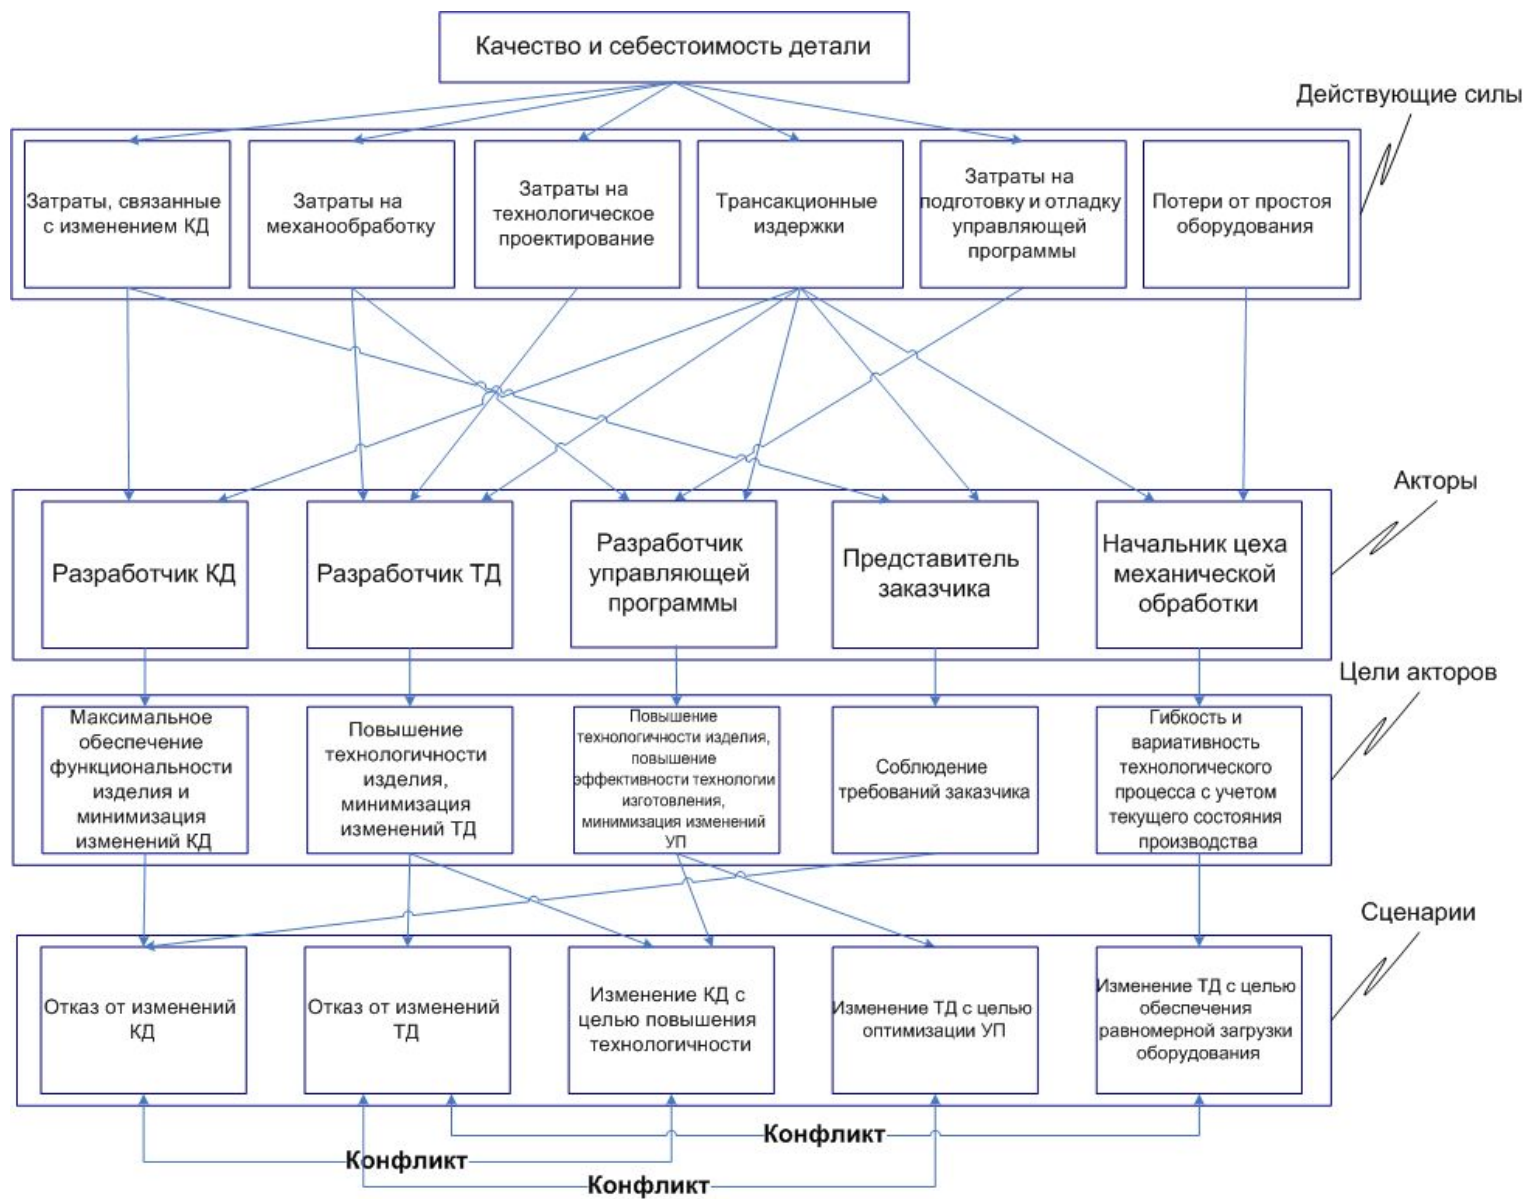 Качество и себестоимость детали
Действующие силы
Затраты, связанные
с изменением КД
Затраты на
механообработку
Затраты на
технологическое
проектирование
Трансакционные
издержки
Затраты на
подготовку и отладку
управляющей
программы
Потери от простоя
оборудования
Акторы
Разработчик КД
Разработчик ТД
Разработчик
управляющей
программы
Представитель
заказчика
Начальник цеха
механической
обработки
Цели акторов
Максимальное
обеспечение
функциональности
изделия и
минимизация
изменений КД
Повышение
технологичности
изделия,
минимизация
изменений ТД
Повышение
технологичности изделия,
повышение
эффективности технологии
изготовления,
минимизация изменений
УП
Соблюдение
требований заказчика
Гибкость и
вариативность
технологического
процесса с учетом
текущего состояния
производства
Сценарии
Отказ от изменений
КД
Отказ от изменений
ТД
Изменение КД с
целью повышения
технологичности
Изменение ТД с целью
оптимизации УП
Изменение ТД с целью
обеспечения
равномерной загрузки
оборудования
Конфликт
Конфликт
Конфликт